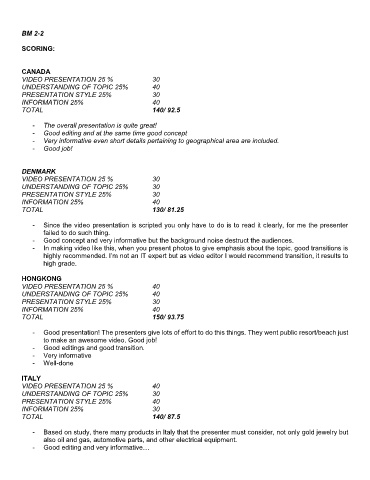 BM 2-2
SCORING:
CANADA
VIDEO PRESENTATION 25 % 30
UNDERSTANDING OF TOPIC 25% 40
PRESENTATION STYLE 25% 30
INFORMATION 25% 40
TOTAL 140/ 92.5
- The overall presentation is quite great!
- Good editing and at the same time good concept
- Very informative even short details pertaining to geographical area are included.
- Good job!
DENMARK
VIDEO PRESENTATION 25 % 30
UNDERSTANDING OF TOPIC 25% 30
PRESENTATION STYLE 25% 30
INFORMATION 25% 40
TOTAL 130/ 81.25
- Since the video presentation is scripted you only have to do is to read it clearly, for me the presenter
failed to do such thing.
- Good concept and very informative but the background noise destruct the audiences.
- In making video like this, when you present photos to give emphasis about the topic, good transitions is
highly recommended. I'm not an IT expert but as video editor I would recommend transition, it results to
high grade.
HONGKONG
VIDEO PRESENTATION 25 % 40
UNDERSTANDING OF TOPIC 25% 40
PRESENTATION STYLE 25% 30
INFORMATION 25% 40
TOTAL 150/ 93.75
- Good presentation! The presenters give lots of effort to do this things. They went public resort/beach just
to make an awesome video. Good job!
- Good editings and good transition.
- Very informative
- Well-done
ITALY
VIDEO PRESENTATION 25 % 40
UNDERSTANDING OF TOPIC 25% 30
PRESENTATION STYLE 25% 40
INFORMATION 25% 30
TOTAL 140/ 87.5
- Based on study, there many products in Italy that the presenter must consider, not only gold jewelry but
also oil and gas, automotive parts, and other electrical equipment.
- Good editing and very informative....